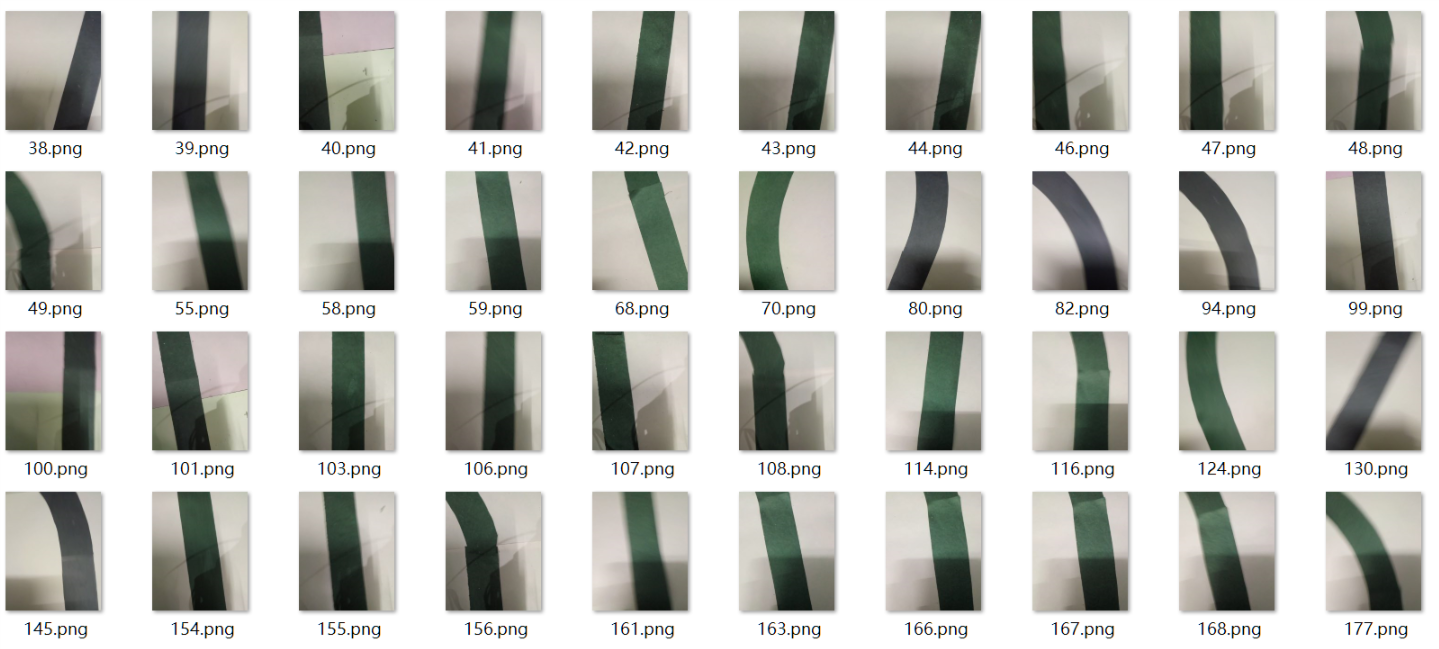 38.png 39.png 40.png 41.png 42.png 43.png 44.png 46.png 47.png 48.png
49.png 55.png 58.png 59.png 68.png 70.png 80.png 82.png 94.png 99.png
100.png 101.png 103.png 106.png 107.png 108.png 114.png 116.png 124.png 130.png
145.png 154.png 155.png 156.png 161.png 163.png 166.png 167.png 168.png 177.png